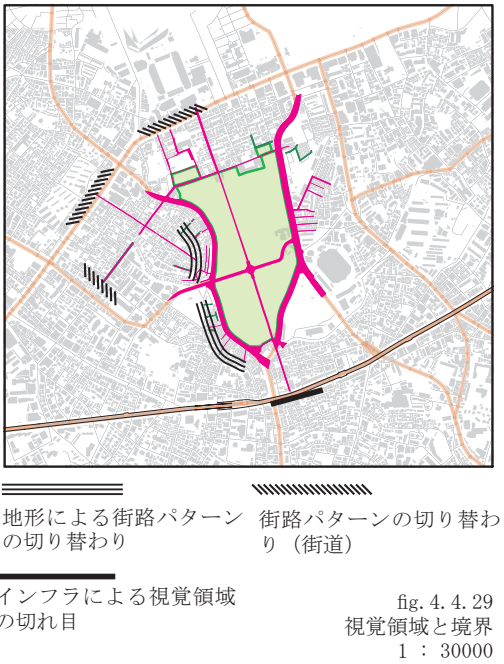 地形による街路パターン
の切り替わり
街路パターンの切り替わ
り（街道）
インフラによる視覚領域
の切れ目
fig. 4. 4. 29
視覚領域と境界
1 : 30000